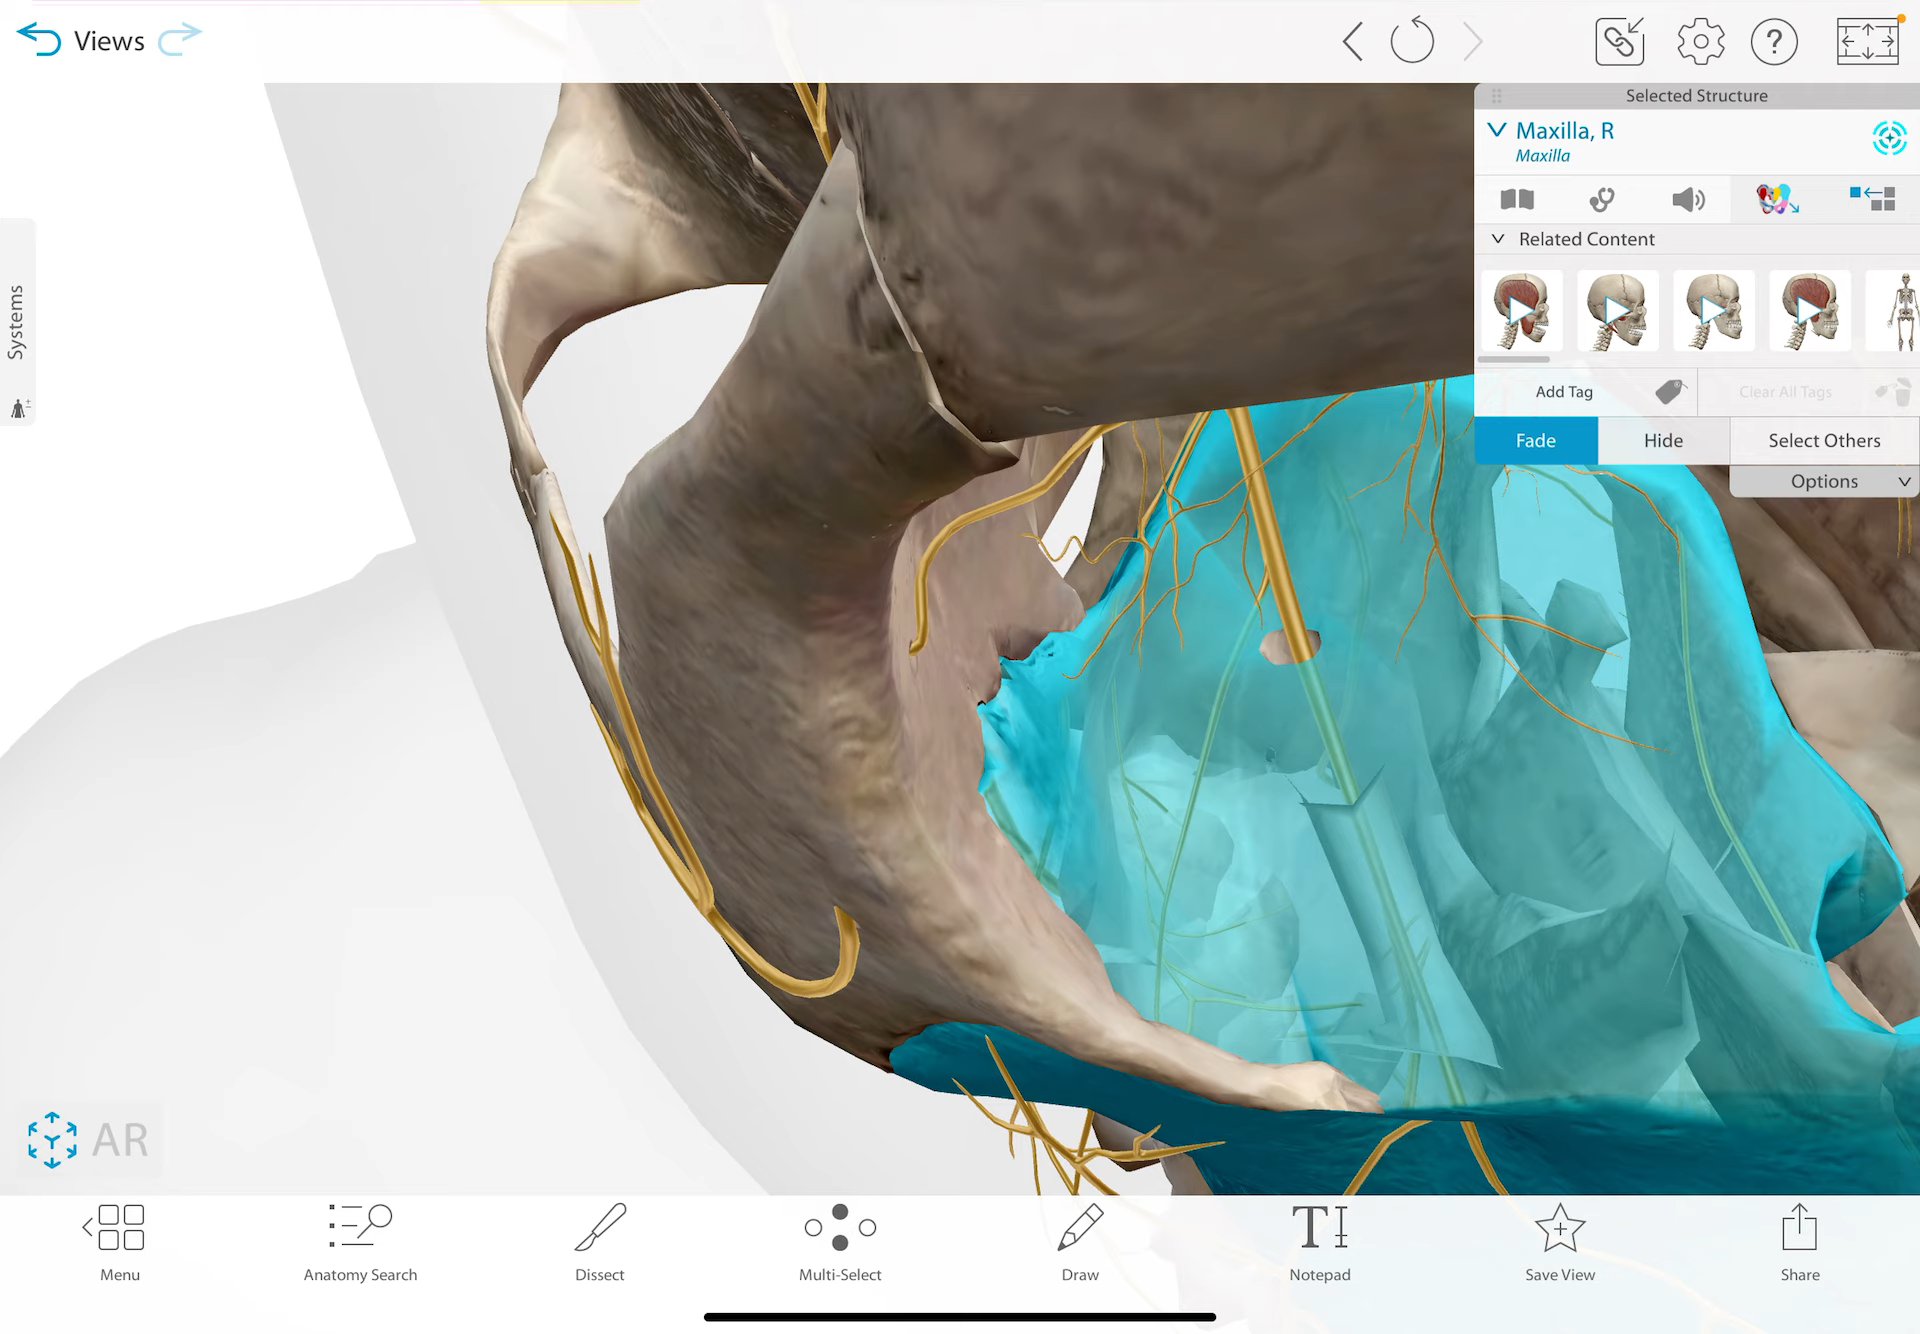 Views
Selected Structure
Maxilla, R
Maxilla
Related Content
Add Tag
Clear All Tags
Fade
Hide
Select Others
Options
Systems
AR
Menu
Anatomy Search
Dissect
Multi-Select
Draw
Notepad
Save View
Share